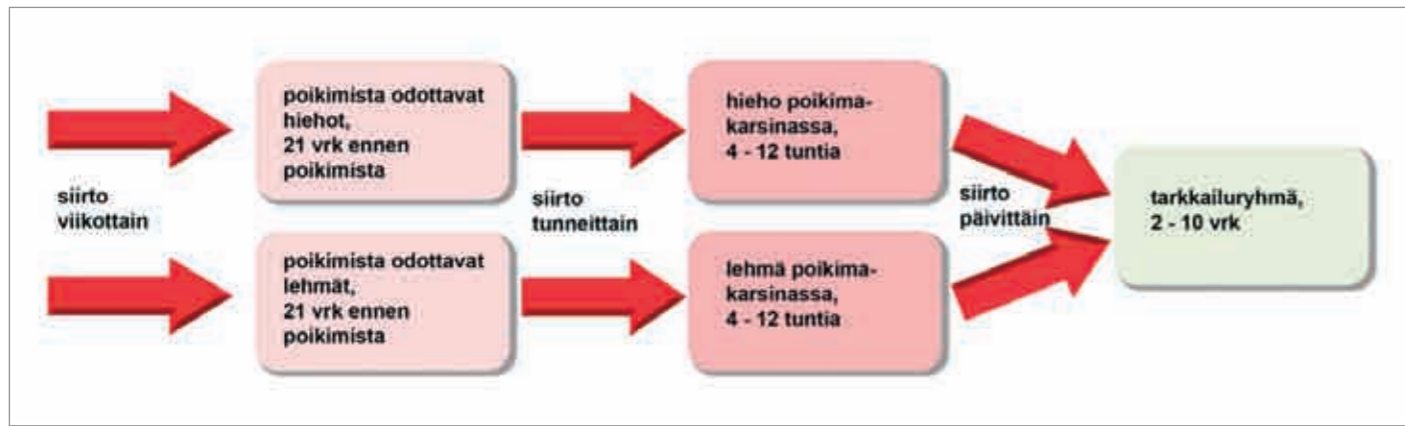 siirto
viikottain
poikimista odottavat
hiehot,
21 vrk ennen
poikimista
poikimista odottavat
lehmät,
21 vrk ennen
poikimista
siirto
tunneittain
hieho poikima-
karsinassa,
4 - 12 tuntia
lehmä poikima-
karsinassa,
4 - 12 tuntia
siirto
päivittäin
tarkkailuryhmä,
2 - 10 vrk